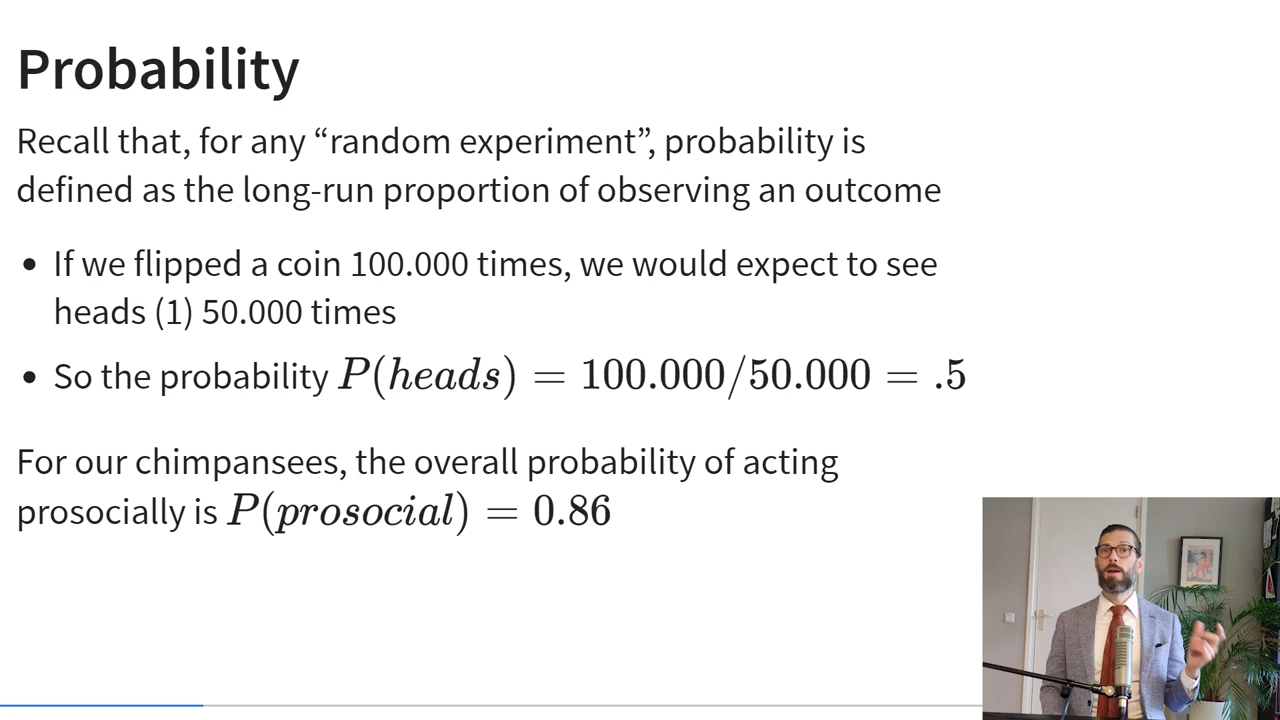 Probability
Recall that, for any “random experiment”, probability is
defined as the long-run proportion of observing an outcome
• If we flipped a coin 100.000 times, we would expect to see
heads (1) 50.000 times
• So the probability P(heads) = 100.000/50.000 = .5
For our chimpansees, the overall probability of acting
prosocially is P(prosocial) = 0.86